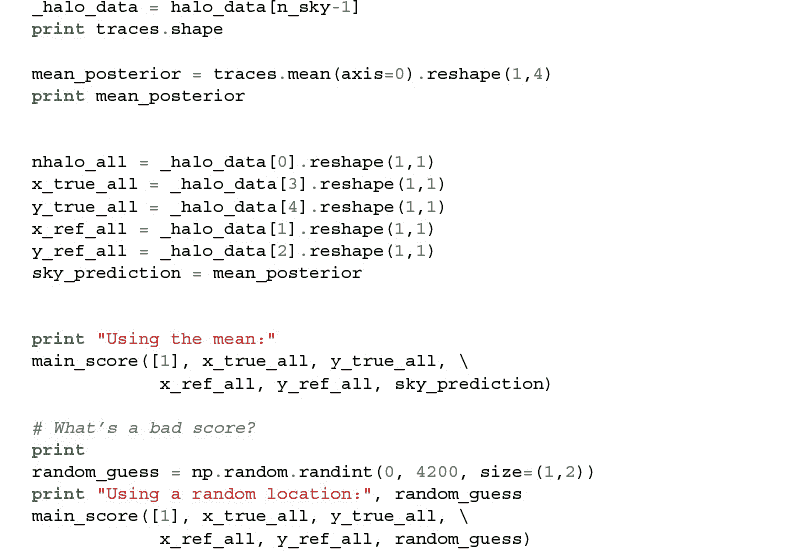 _halo_data = halo_data[n_sky-1]
print traces.shape
mean_posterior = traces.mean(axis=0).reshape(1,4)
print mean_posterior
nhalo_all = _halo_data[0].reshape(1,1)
x_true_all = _halo_data[3].reshape(1,1)
y_true_all = _halo_data[4].reshape(1,1)
x_ref_all = _halo_data[1].reshape(1,1)
y_ref_all = _halo_data[2].reshape(1,1)
sky_prediction = mean_posterior
print "Using the mean:"
main_score([1], x_true_all, y_true_all, \
x_ref_all, y_ref_all, sky_prediction)
# What's a bad score?
print
random_guess = np.random.randint(0, 4200, size=(1,2))
print "Using a random location:", random_guess
main_score([1], x_true_all, y_true_all, \
x_ref_all, y_ref_all, random_guess)